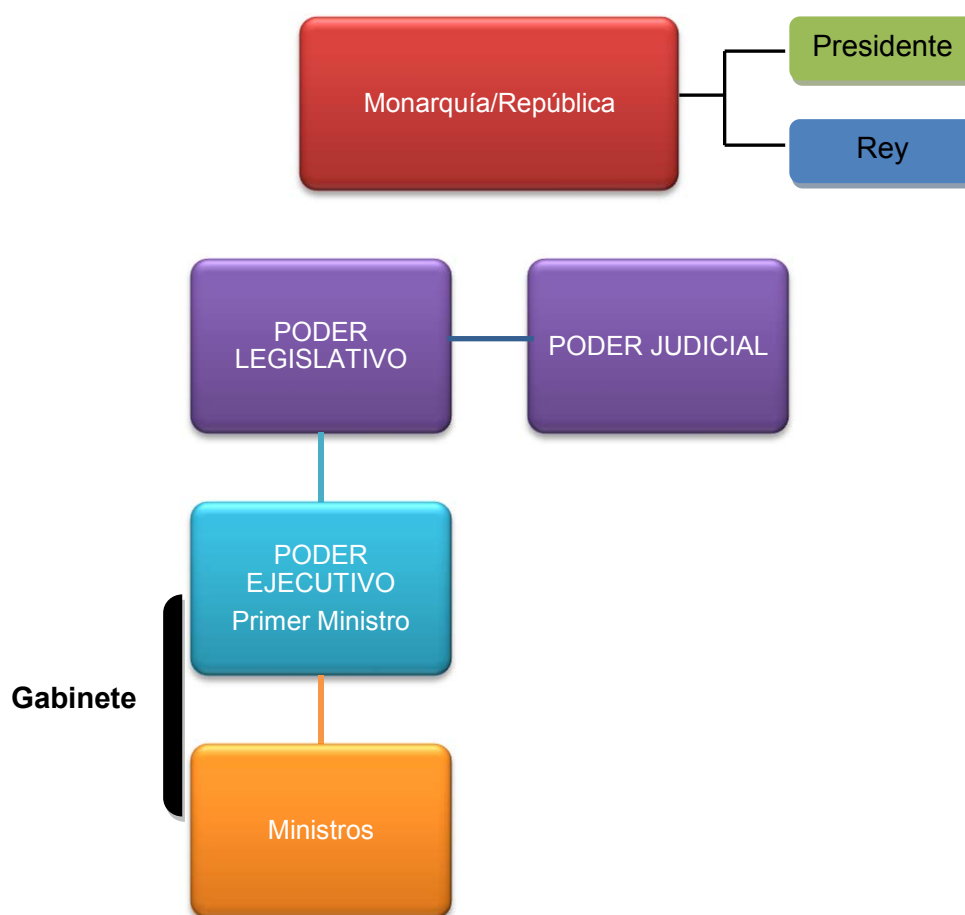 Presidente
Monarquía/República
Rey
PODER
LEGISLATIVO
PODER JUDICIAL
PODER
EJECUTIVO
Primer Ministro
Gabinete
Ministros